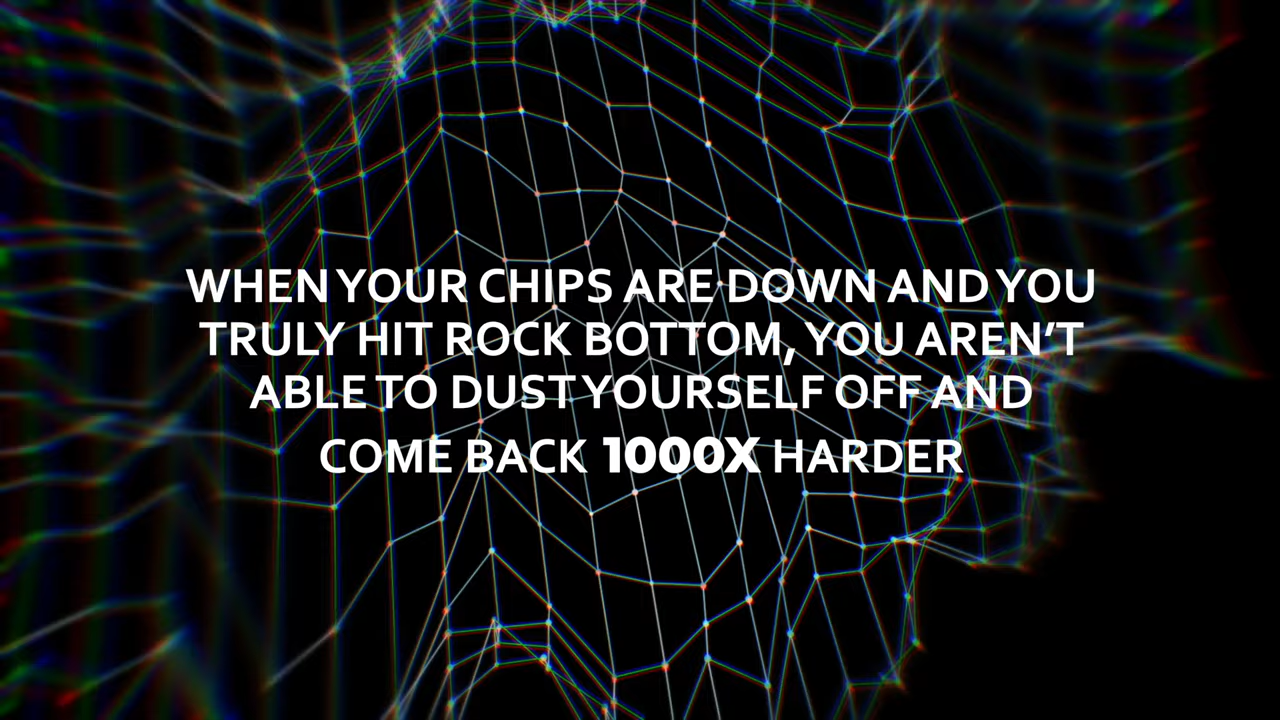 WHEN YOUR CHIPS ARE DOWN AND YOU
TRULY HIT ROCK BOTTOM, YOU AREN'T
ABLE TO DUST YOURSELF OFF AND
COME BACK 1000X HARDER